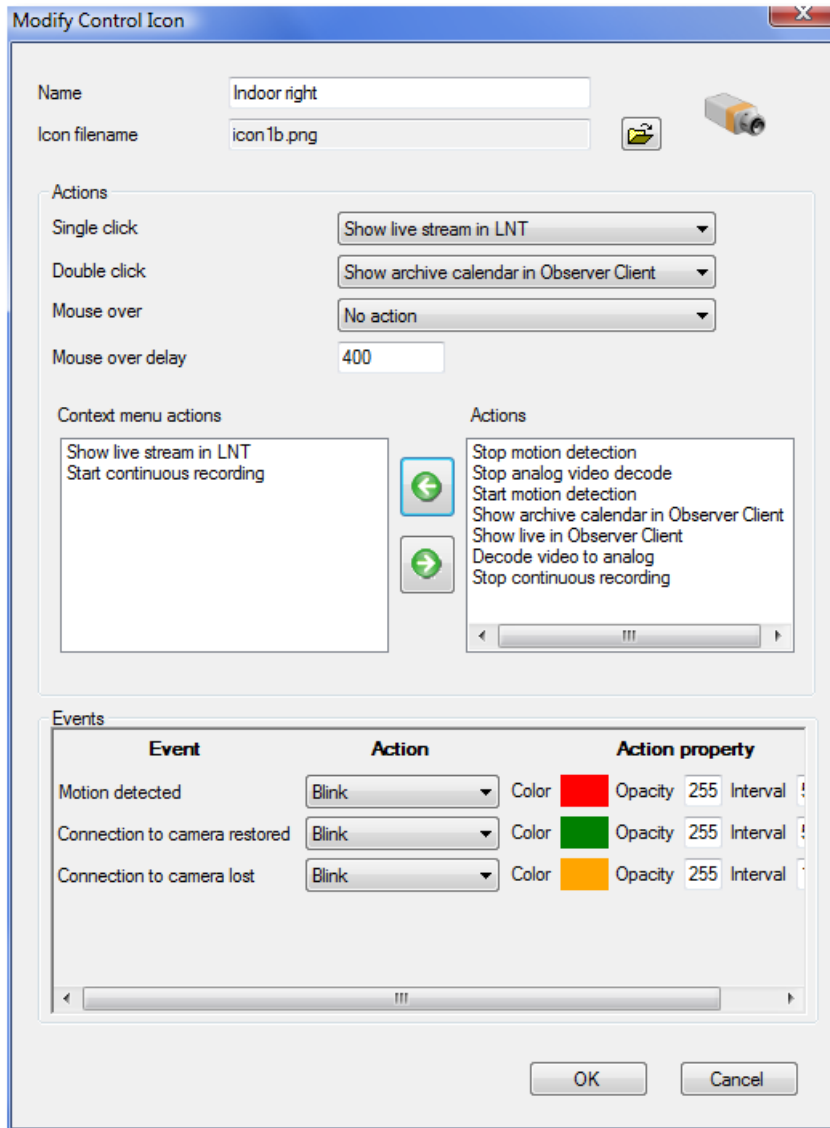 Modify Control Icon
Name Indoor right
Icon filename icon1b.png
Actions
Single click Show live stream in LNT
Double click Show archive calendar in Observer Client
Mouse over No action
Mouse over delay 400
Context menu actions Actions
Show live stream in LNT Stop motion detection
Start continuous recording Stop analog video decode
Start motion detection
Show archive calendar in Observer Client
Show live in Observer Client
Decode video to analog
Stop continuous recording
Events
Event Action Action property
Motion detected Blink Color Opacity 255 Interval
Connection to camera restored Blink Color Opacity 255 Interval
Connection to camera lost Blink Color Opacity 255 Interval
OK Cancel